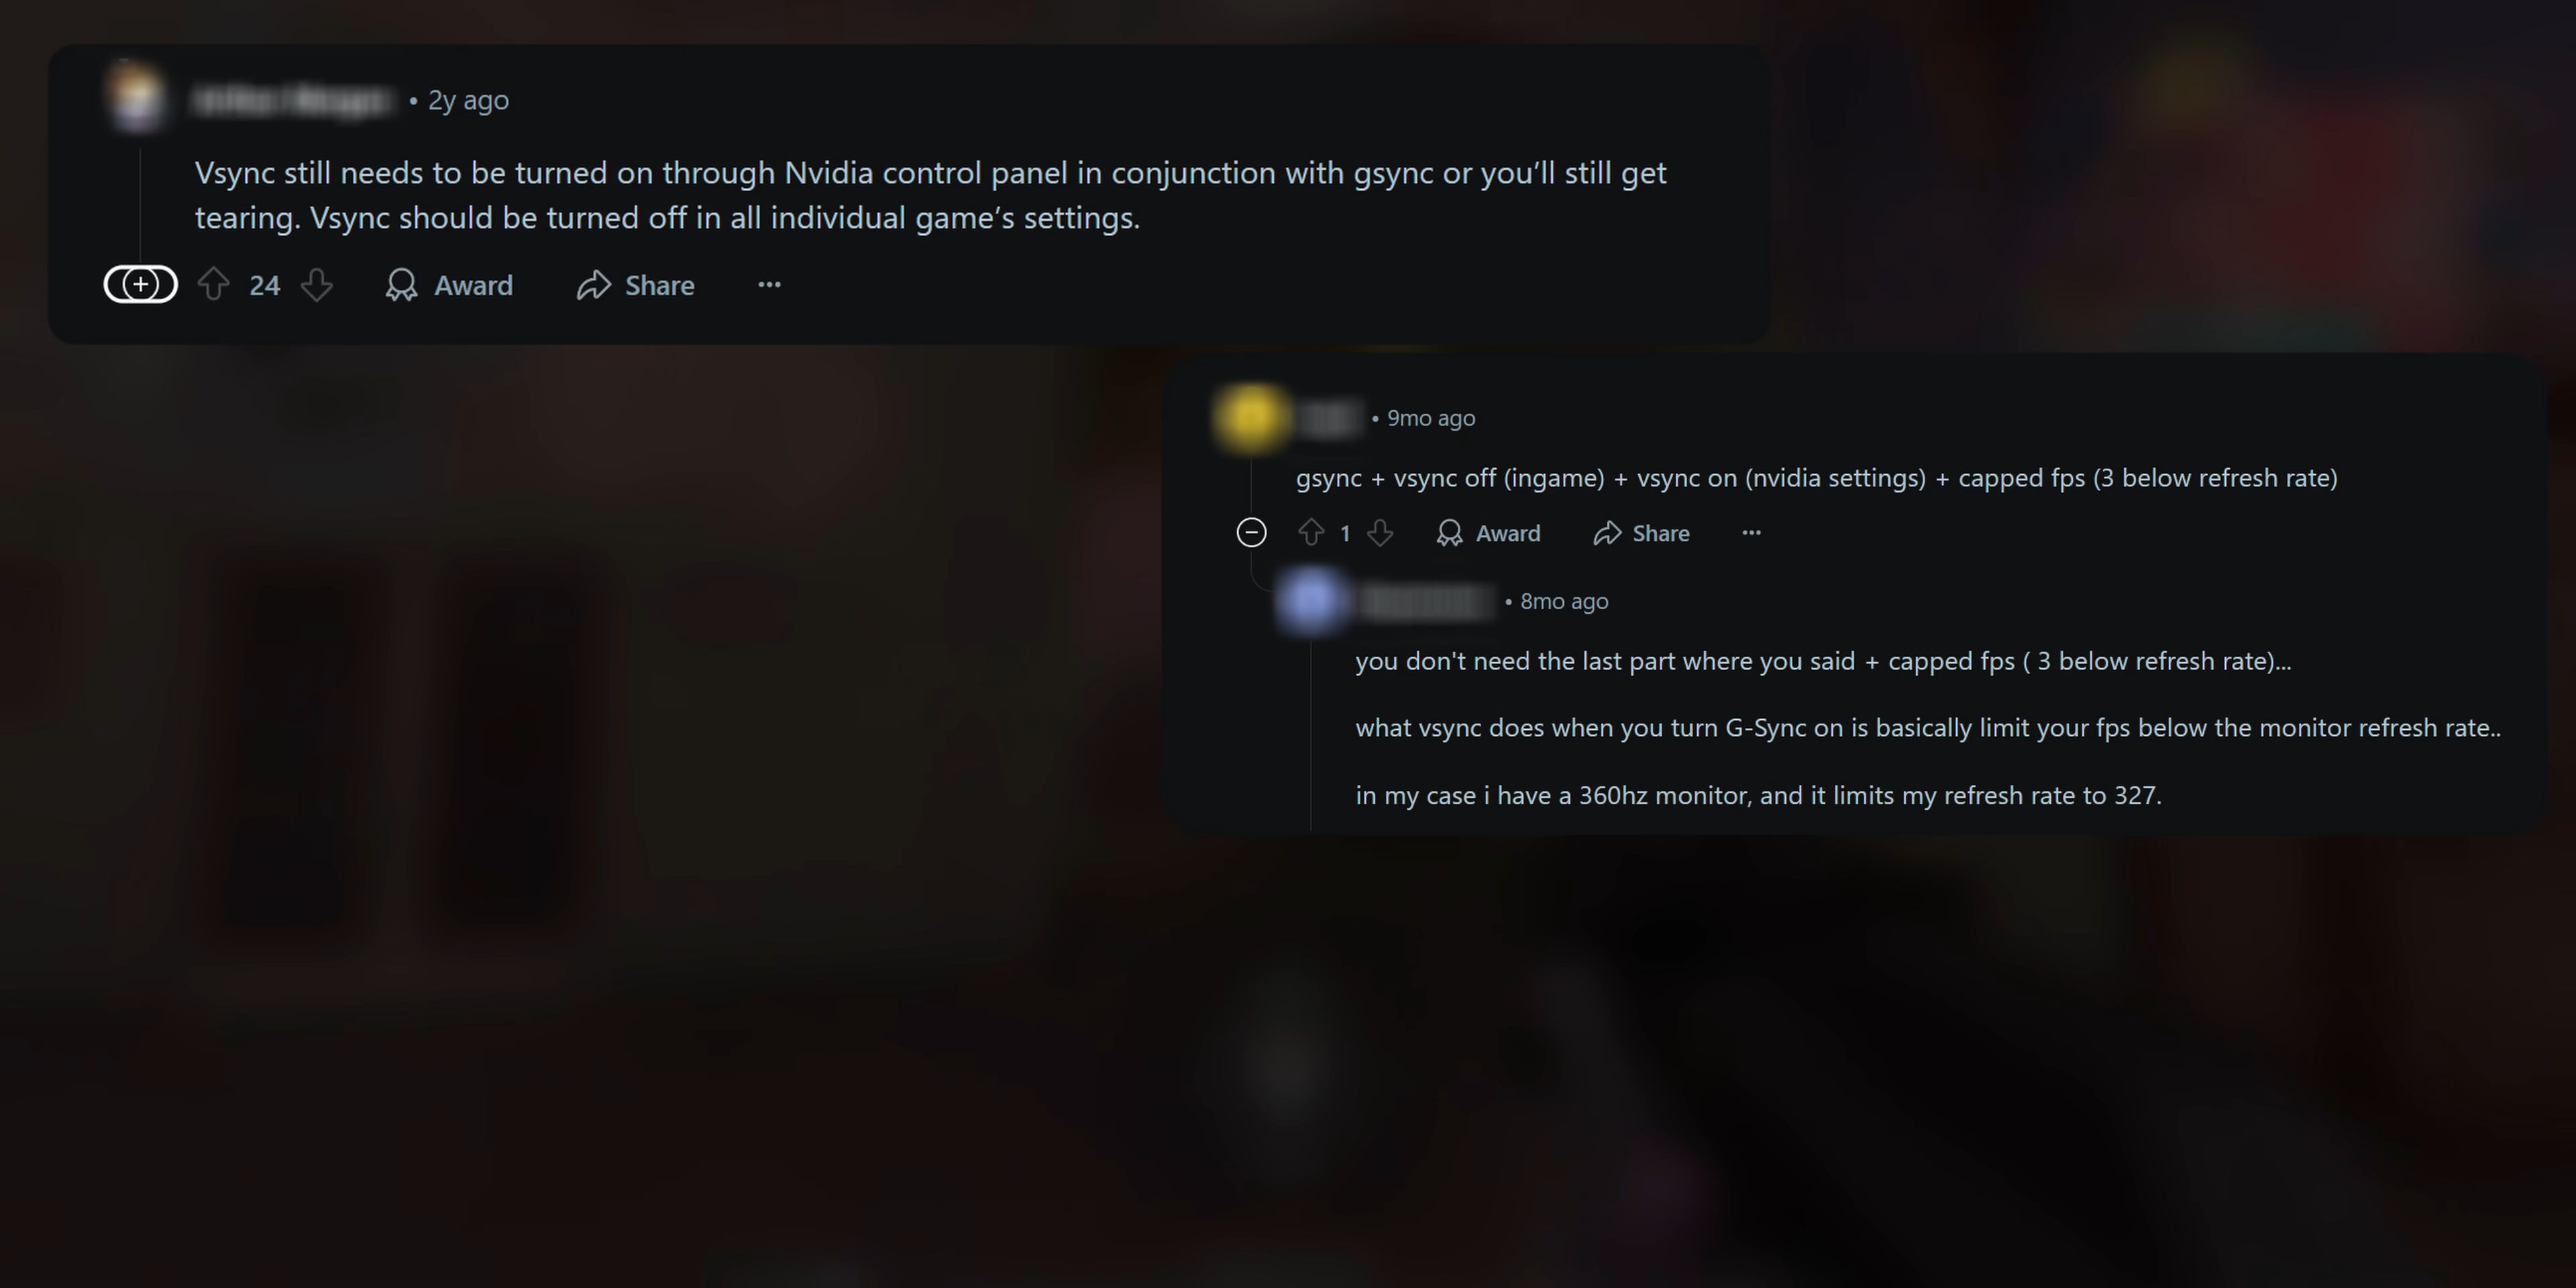 • 2y ago
Vsync still needs to be turned on through Nvidia control panel in conjunction with gsync or you’ll still get
tearing. Vsync should be turned off in all individual game’s settings.
24 Award Share ···
• 9mo ago
gsync + vsync off (ingame) + vsync on (nvidia settings) + capped fps (3 below refresh rate)
1 Award Share ···
• 8mo ago
you don't need the last part where you said + capped fps ( 3 below refresh rate)...
what vsync does when you turn G-Sync on is basically limit your fps below the monitor refresh rate..
in my case i have a 360hz monitor, and it limits my refresh rate to 327.